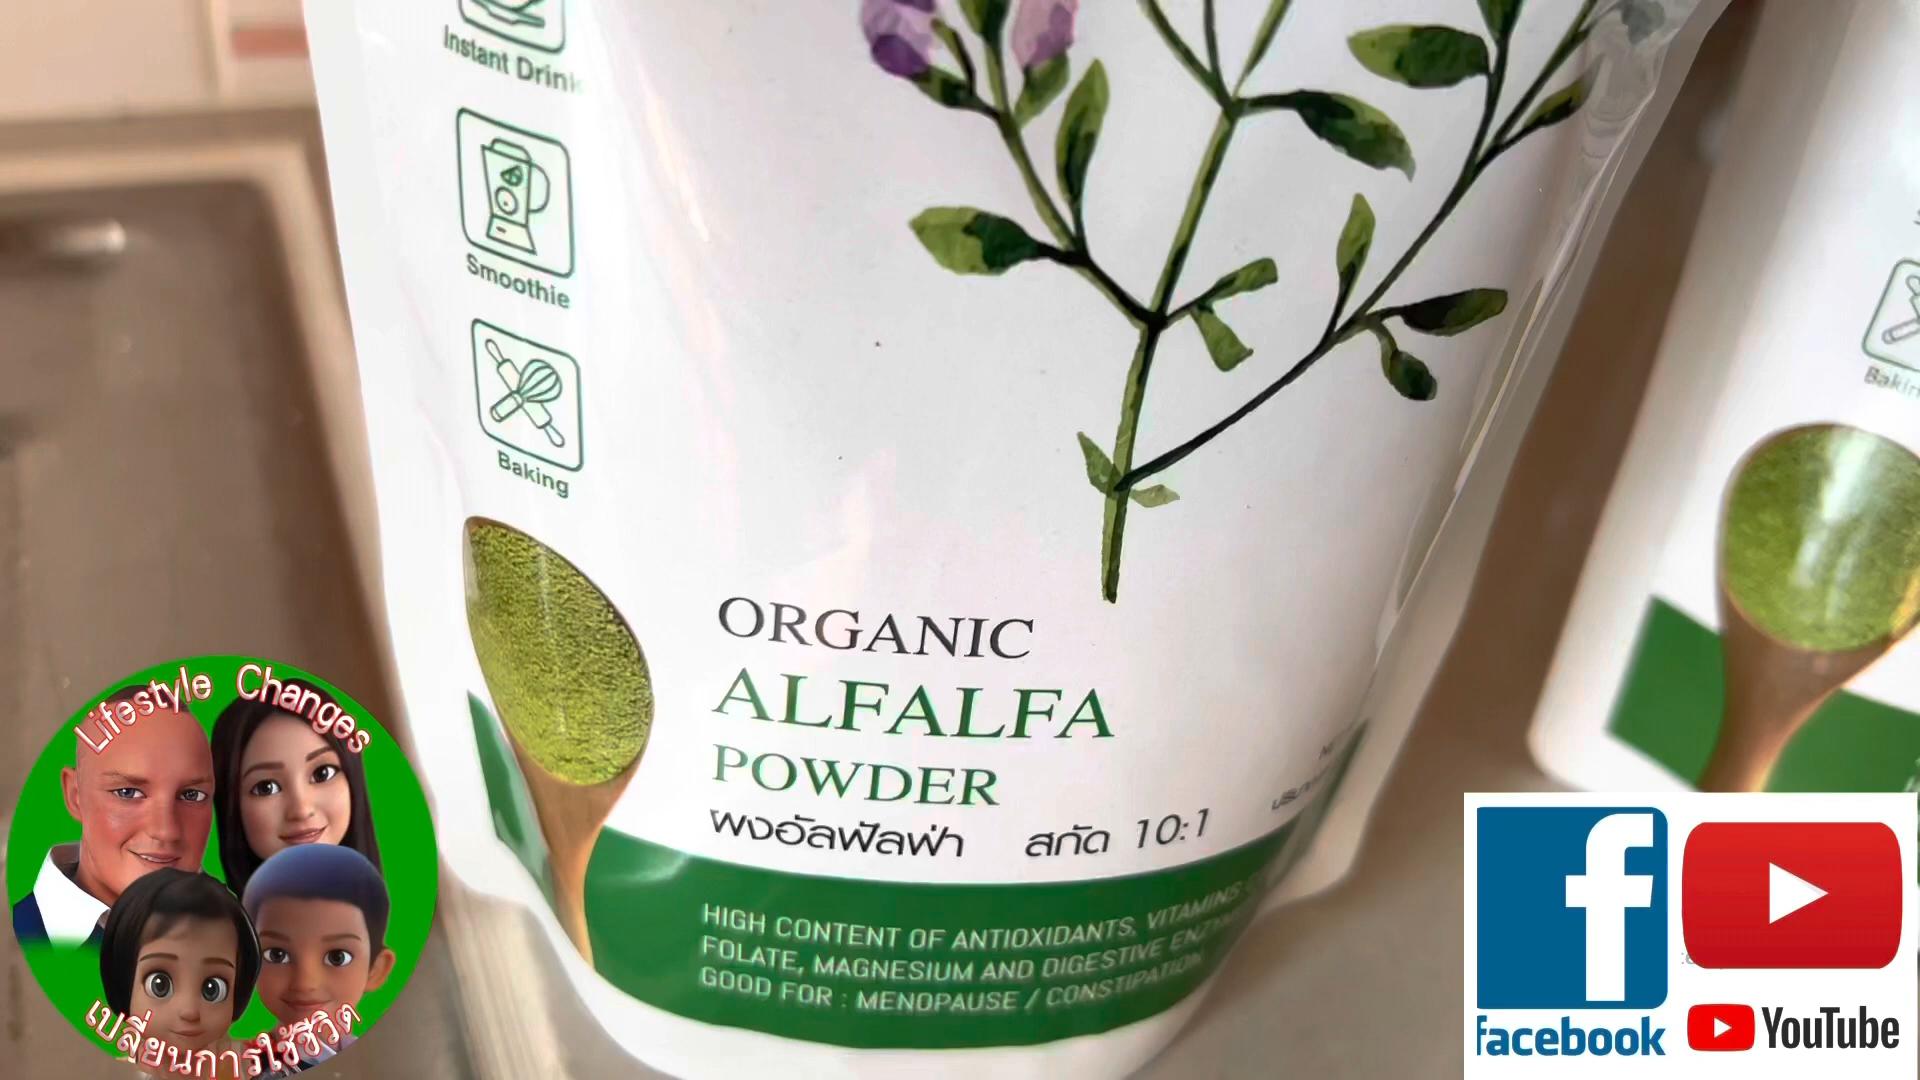 Instant Drink
Smoothie
Baking
ORGANIC
ALFALFA
POWDER
ผงอัลฟัลฟ่า สกัด 10:1
HIGH CONTENT OF ANTIOXIDANTS, VITAMINS
FOLATE, MAGNESIUM AND DIGESTIVE
GOOD FOR : MENOPAUSE / CONSTIPATION
Lifestyle Changes
เปลี่ยนการใช้ชีวิต
facebook
YouTube